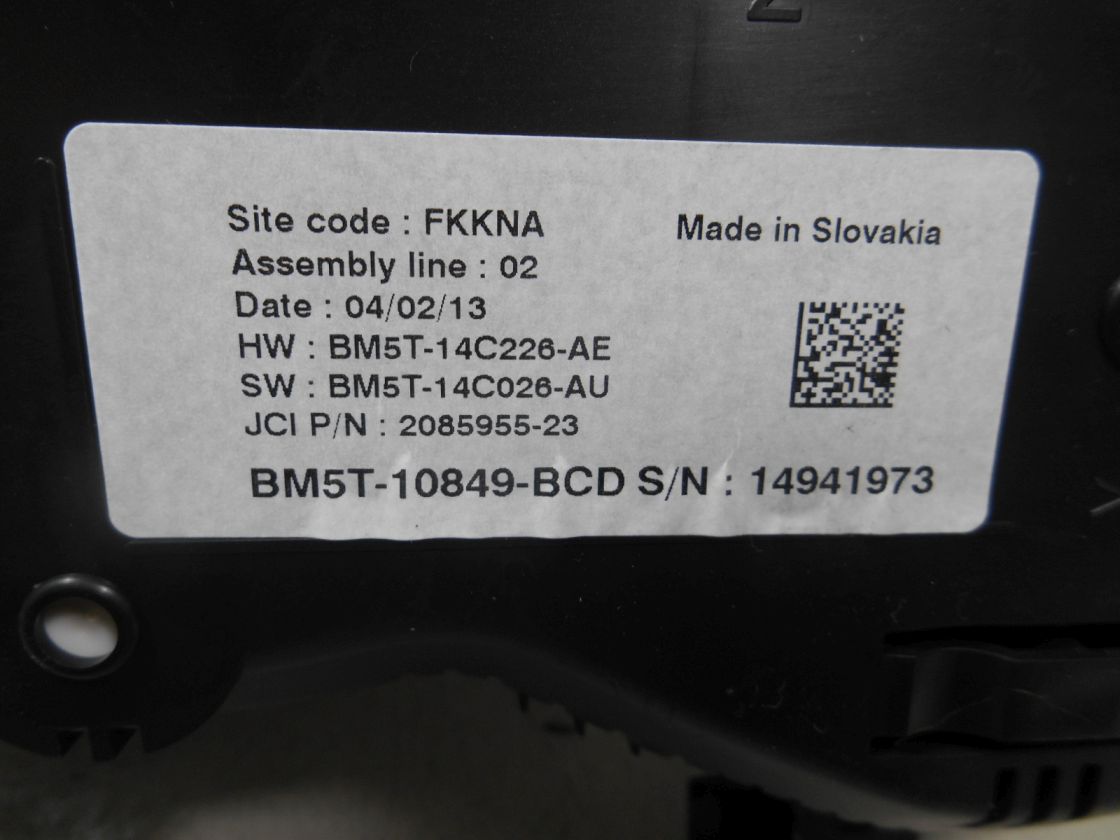 2
Site code : FKKNA
Made in Slovakia
Assembly line : 02
Date : 04/02/13
HW : BM5T-14C226-AE
SW : BM5T-14C026-AU
JCI P/N : 2085955-23
BM5T-10849-BCD S/N : 14941973